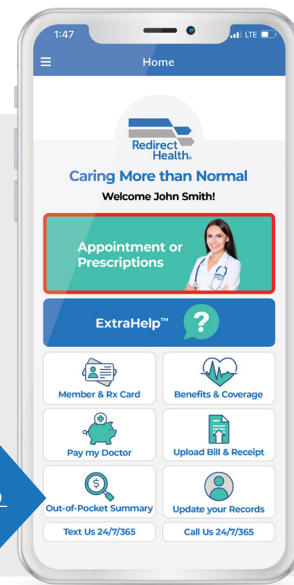 1:47
LTE
Home
Redirect
Health®
Caring More
than Normal
Welcome John Smith!
Appointment or
Prescriptions
ExtraHelp™
?
Member & Rx Card
Benefits & Coverage
Pay my Doctor
Upload Bill & Receipt
$
Out-of-Pocket Summary
Update your Records
Text Us 24/7/365
Call Us 24/7/365